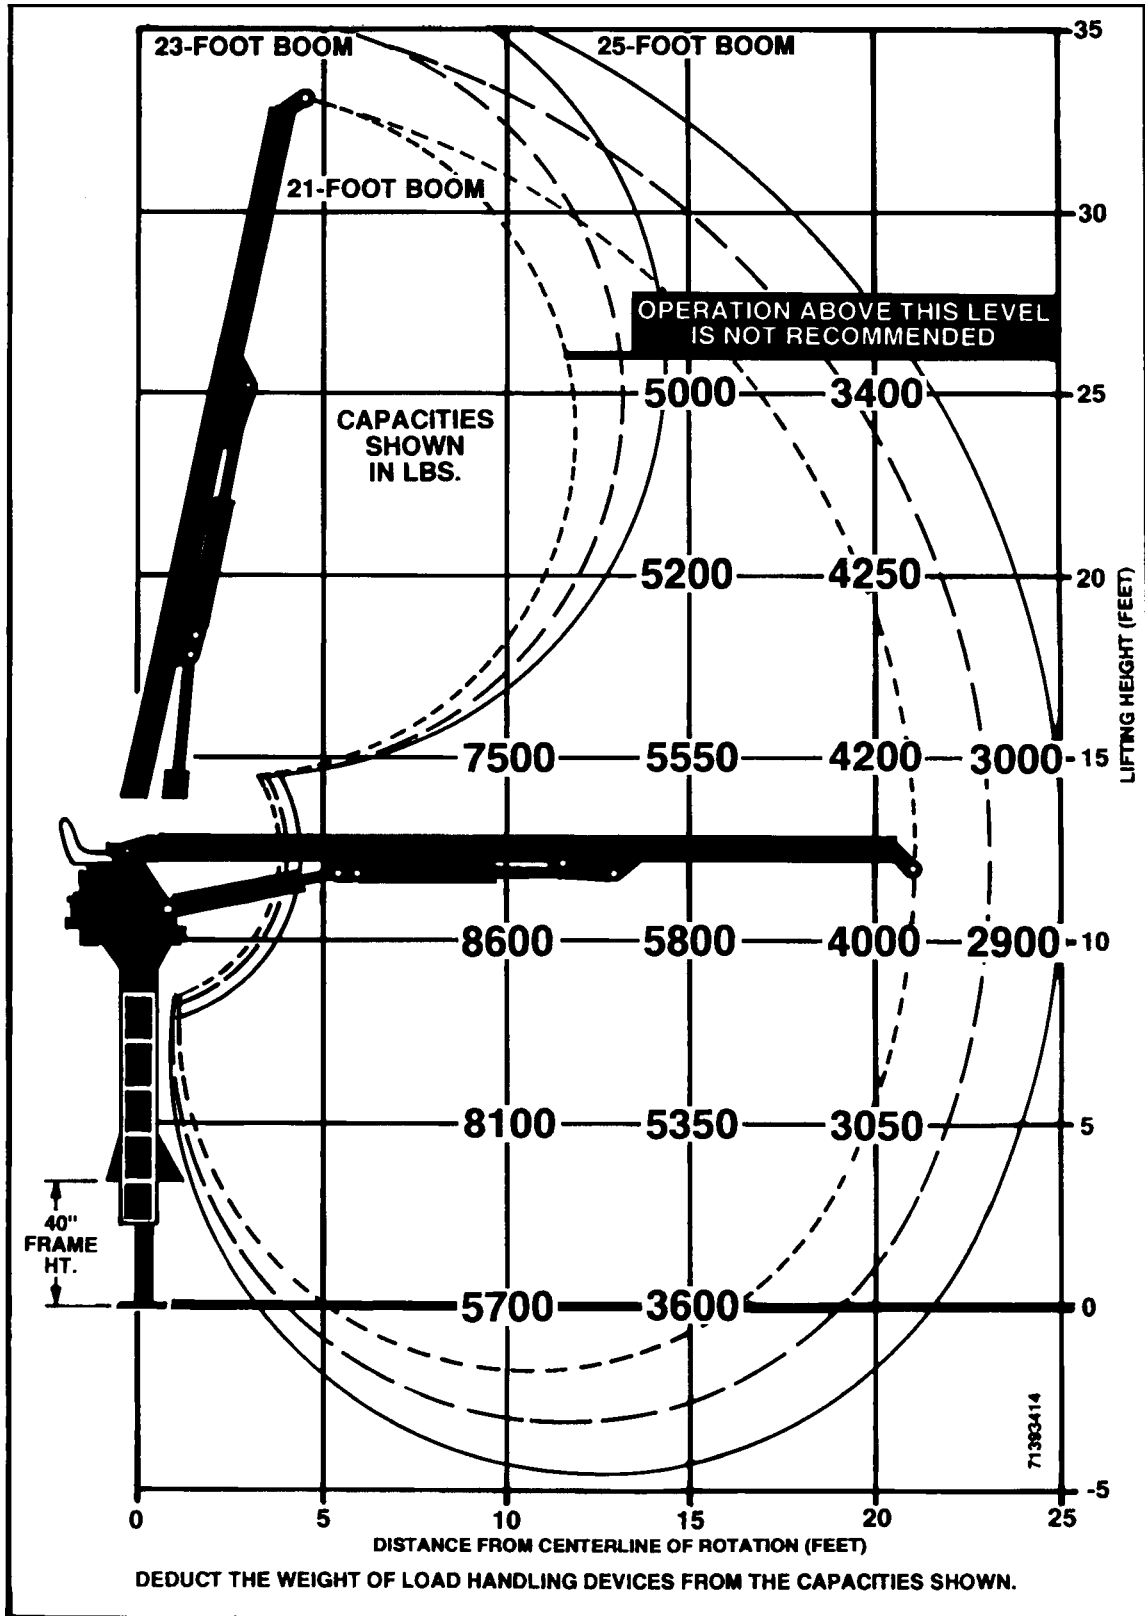 23-FOOT BOOM
25-FOOT BOOM
35
21-FOOT BOOM
30
OPERATION ABOVE THIS LEVEL
IS NOT RECOMMENDED
CAPACITIES
SHOWN
IN LBS.
5000
3400
25
5200
4250
20
LIFTING HEIGHT (FEET)
7500
5550
4200
3000
15
8600
5800
4000
2900
10
8100
5350
3050
5
40"
FRAME
HT.
5700
3600
0
71393414
-5
0
5
10
15
20
25
DISTANCE FROM CENTERLINE OF ROTATION (FEET)
DEDUCT THE WEIGHT OF LOAD HANDLING DEVICES FROM THE CAPACITIES SHOWN.